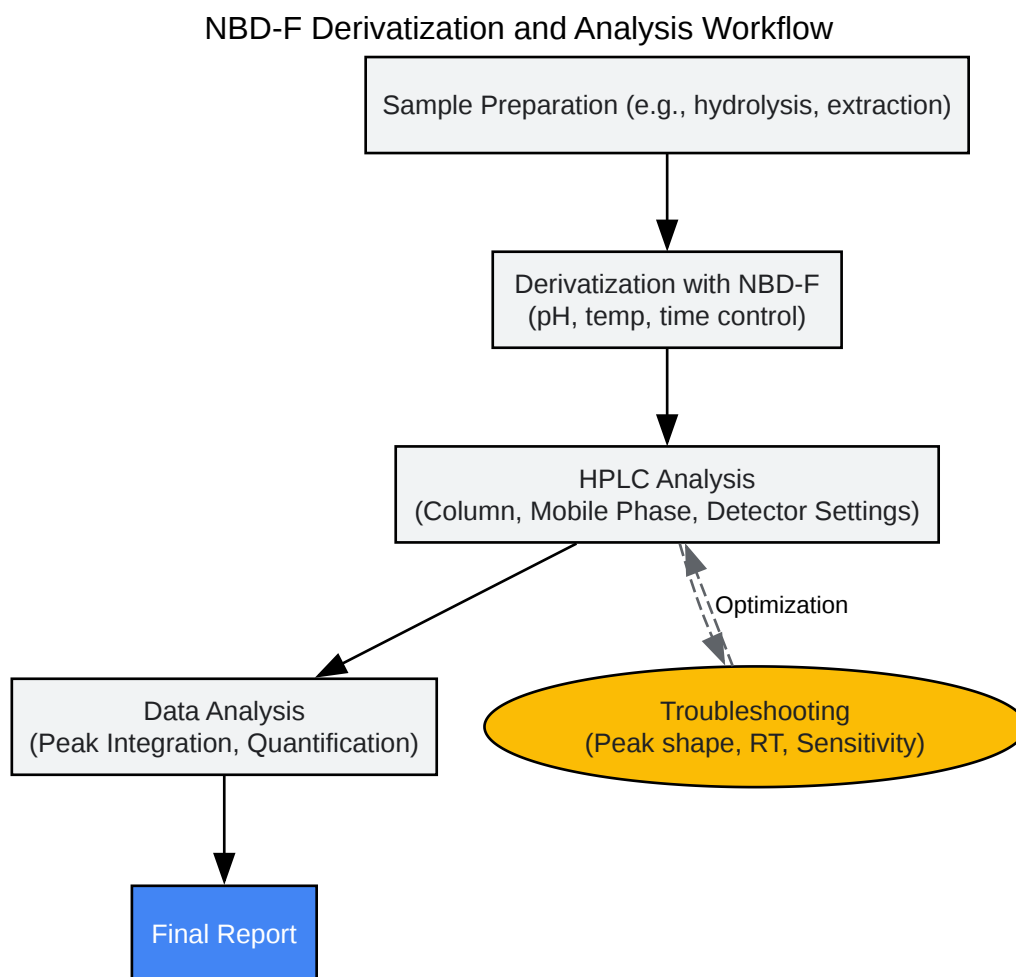 NBD-F Derivatization and Analysis Workflow
Sample Preparation (e.g., hydrolysis, extraction)
Derivatization with NBD-F
(pH, temp, time control)
HPLC Analysis
(Column, Mobile Phase, Detector Settings)
Optimization
Data Analysis
(Peak Integration, Quantification)
Troubleshooting
(Peak shape, RT, Sensitivity)
Final Report